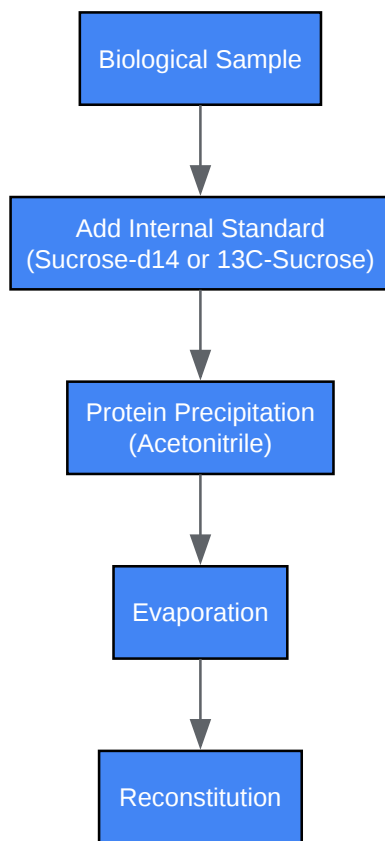 Biological Sample
Add Internal Standard
(Sucrose-d14 or 13C-Sucrose)
Protein Precipitation
(Acetonitrile)
Evaporation
Reconstitution